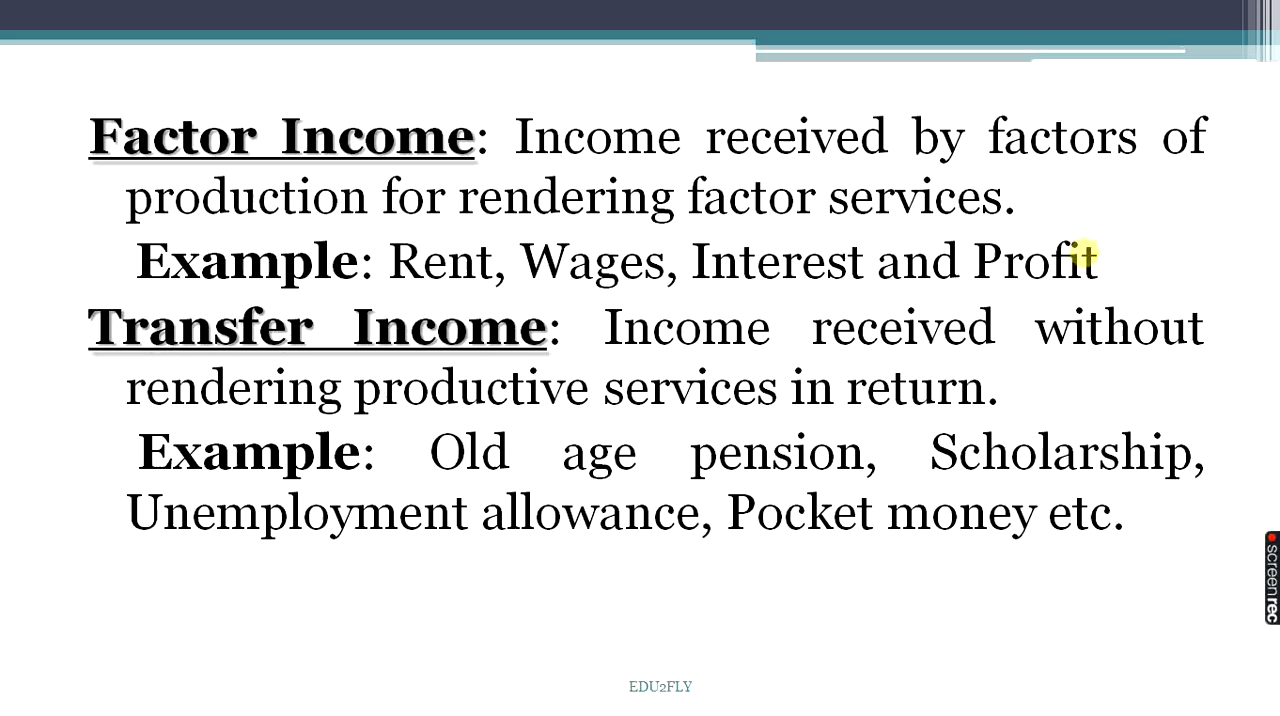 Factor Income: Income received by factors of
production for rendering factor services.
Example: Rent, Wages, Interest and Profit
Transfer Income: Income received without
rendering productive services in return.
Example: Old age pension, Scholarship,
Unemployment allowance, Pocket money etc.
screenrec
EDU2FLY